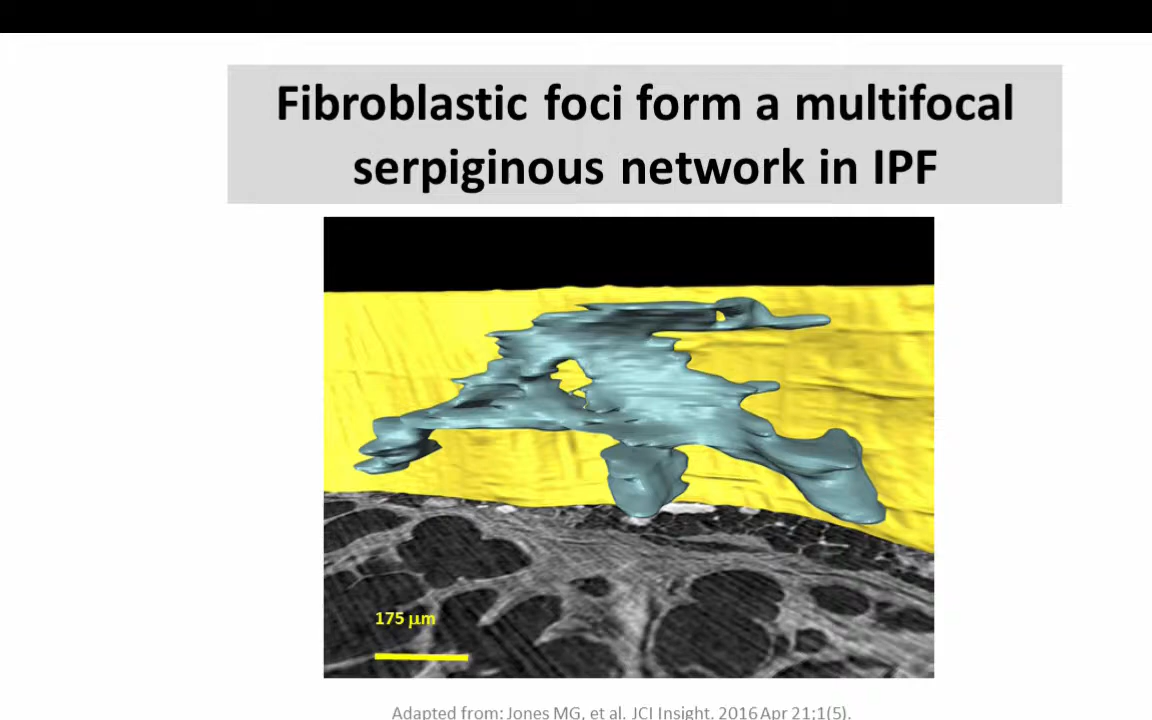 Fibroblastic foci form a multifocal
serpiginous network in IPF
175 μm
Adapted from: Jones MG, et al. JCI Insight. 2016 Apr 21;1(5).